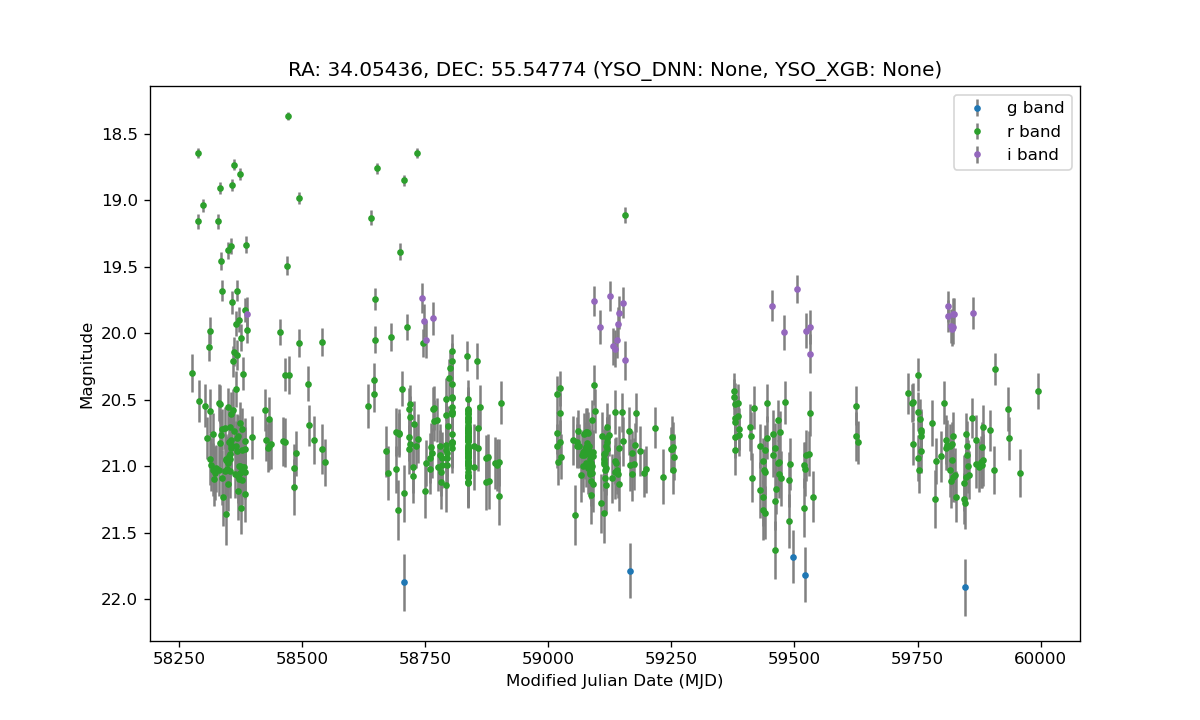 RA: 34.05436, DEC: 55.54774 (YSO_DNN: None, YSO_XGB: None)
g band
r band
i band
18.5
19.0
19.5
20.0
20.5
21.0
21.5
22.0
Magnitude
58250 58500 58750 59000 59250 59500 59750 60000
Modified Julian Date (MJD)